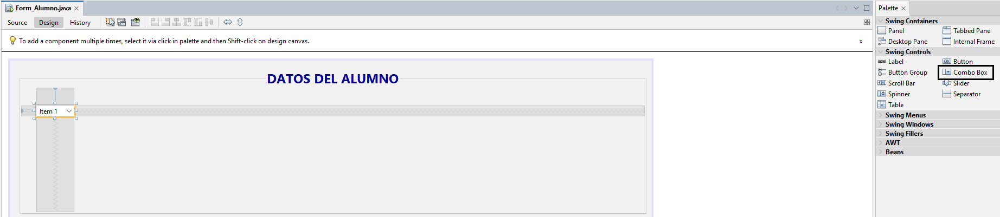 Form_Alumno.java
Source Design History
To add a component multiple times, select it via click in palette and then Shift-click on design canvas.
x
DATOS DEL ALUMNO
Item 1
Palette
Swing Containers
Panel Tabbed Pane
Desktop Pane Internal Frame
Swing Controls
label Label OK Button
Button Group Combo Box
Scroll Bar Slider
Spinner Separator
Table
Swing Menus
Swing Windows
Swing Fillers
AWT
Beans